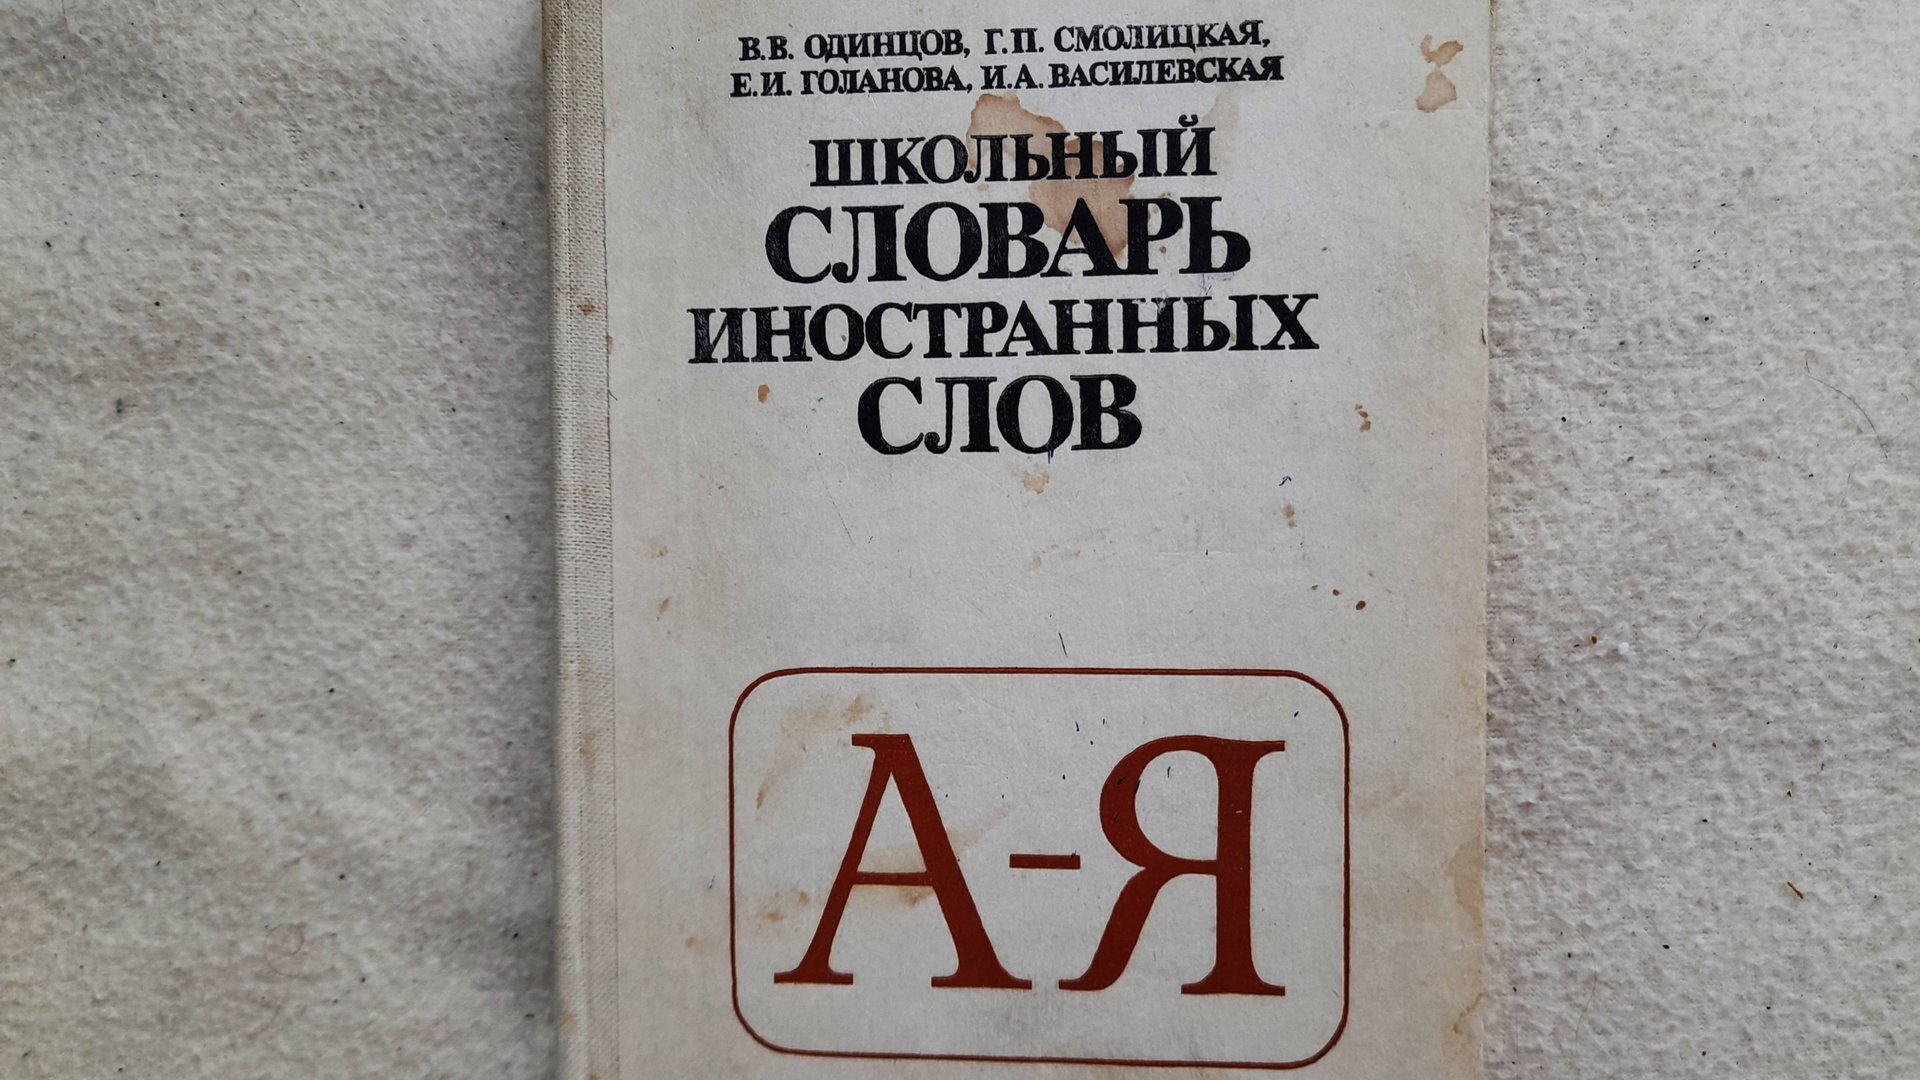 В.В. ОДИНЦОВ, Г.П. СМОЛИЦКАЯ,
Е.И. ГОЛАНОВА, И.А. ВАСИЛЕВСКАЯ
ШКОЛЬНЫЙ
СЛОВАРЬ
ИНОСТРАННЫХ
СЛОВ
А-Я